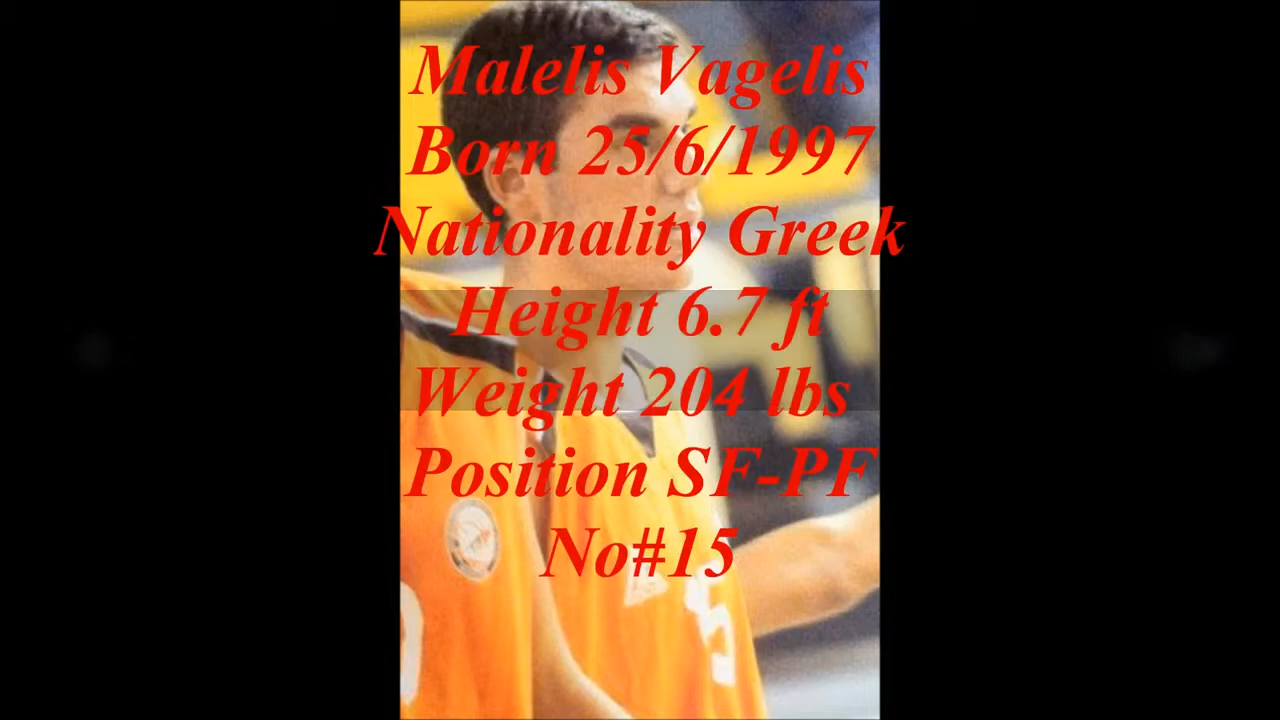 Malelis Vagelis
Born 25/6/1997
Nationality Greek
Height 6.7 ft
Weight 204 lbs
Position SF-PF
No#15